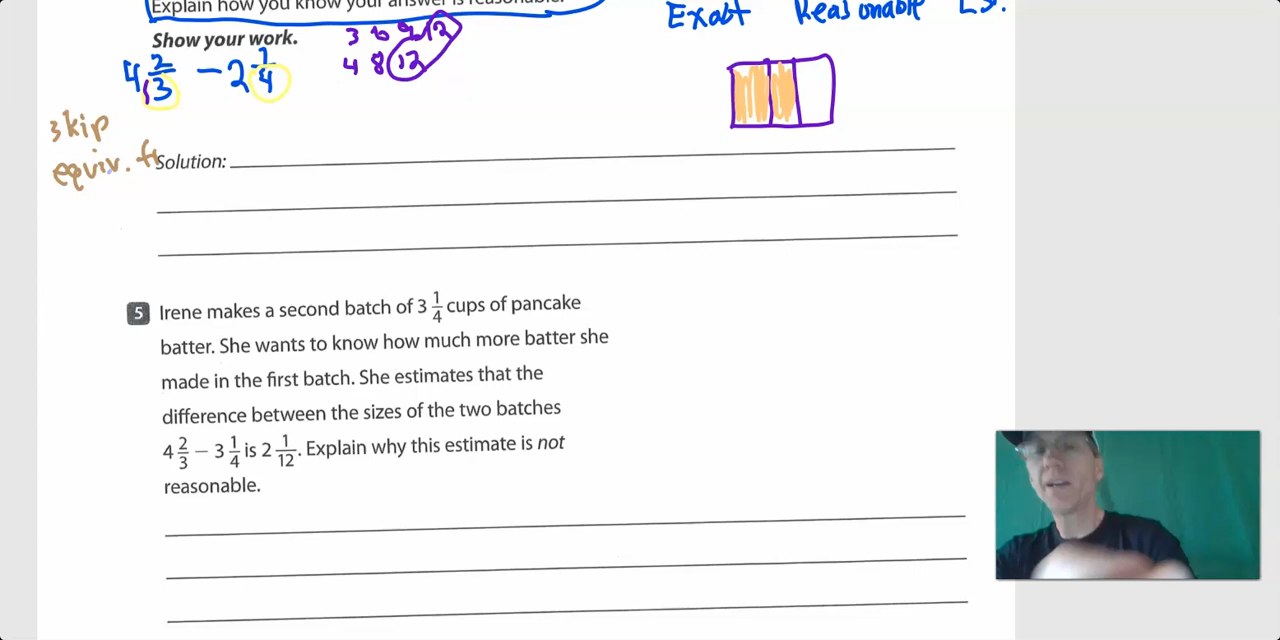 Explain how you know your answer is reasonable.
Exact Reasonable Est.
Show your work.
3 6 9 12
4 8 12
4 2/3 - 2 1/4
skip
equiv. fr
Solution:
5 Irene makes a second batch of 3 1/4 cups of pancake
batter. She wants to know how much more batter she
made in the first batch. She estimates that the
difference between the sizes of the two batches
4 2/3 − 3 1/4 is 2 1/12. Explain why this estimate is not
reasonable.